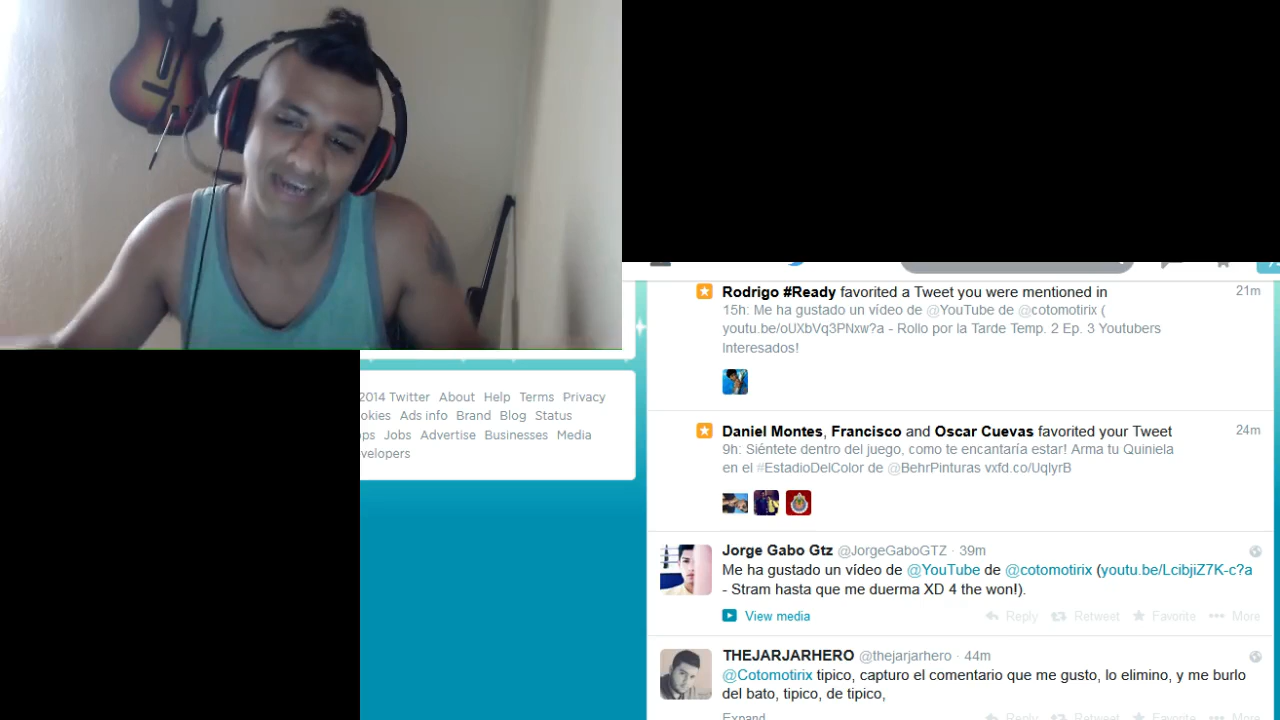 Rodrigo #Ready favorited a Tweet you were mentioned in 21m
15h: Me ha gustado un vídeo de @YouTube de @cotomotirix (
youtu.be/oUXbVq3PNxw?a - Rollo por la Tarde Temp. 2 Ep. 3 Youtubers
Interesados!
2014 Twitter About Help Terms Privacy
okies Ads info Brand Blog Status
ps Jobs Advertise Businesses Media
velopers
Daniel Montes, Francisco and Oscar Cuevas favorited your Tweet 24m
9h: Siéntete dentro del juego, como te encantaría estar! Arma tu Quiniela
en el #EstadioDelColor de @BehrPinturas vxfd.co/UqlyrB
Jorge Gabo Gtz @JorgeGaboGTZ · 39m
Me ha gustado un vídeo de @YouTube de @cotomotirix (youtu.be/LcibjiZ7K-c?a
- Stram hasta que me duerma XD 4 the won!).
View media Reply Retweet Favorite More
THEJARJARHERO @thejarjarhero · 44m
@Cotomotirix tipico, capturo el comentario que me gusto, lo elimino, y me burlo
del bato, tipico, de tipico,
Expand Reply Retweet Favorite More